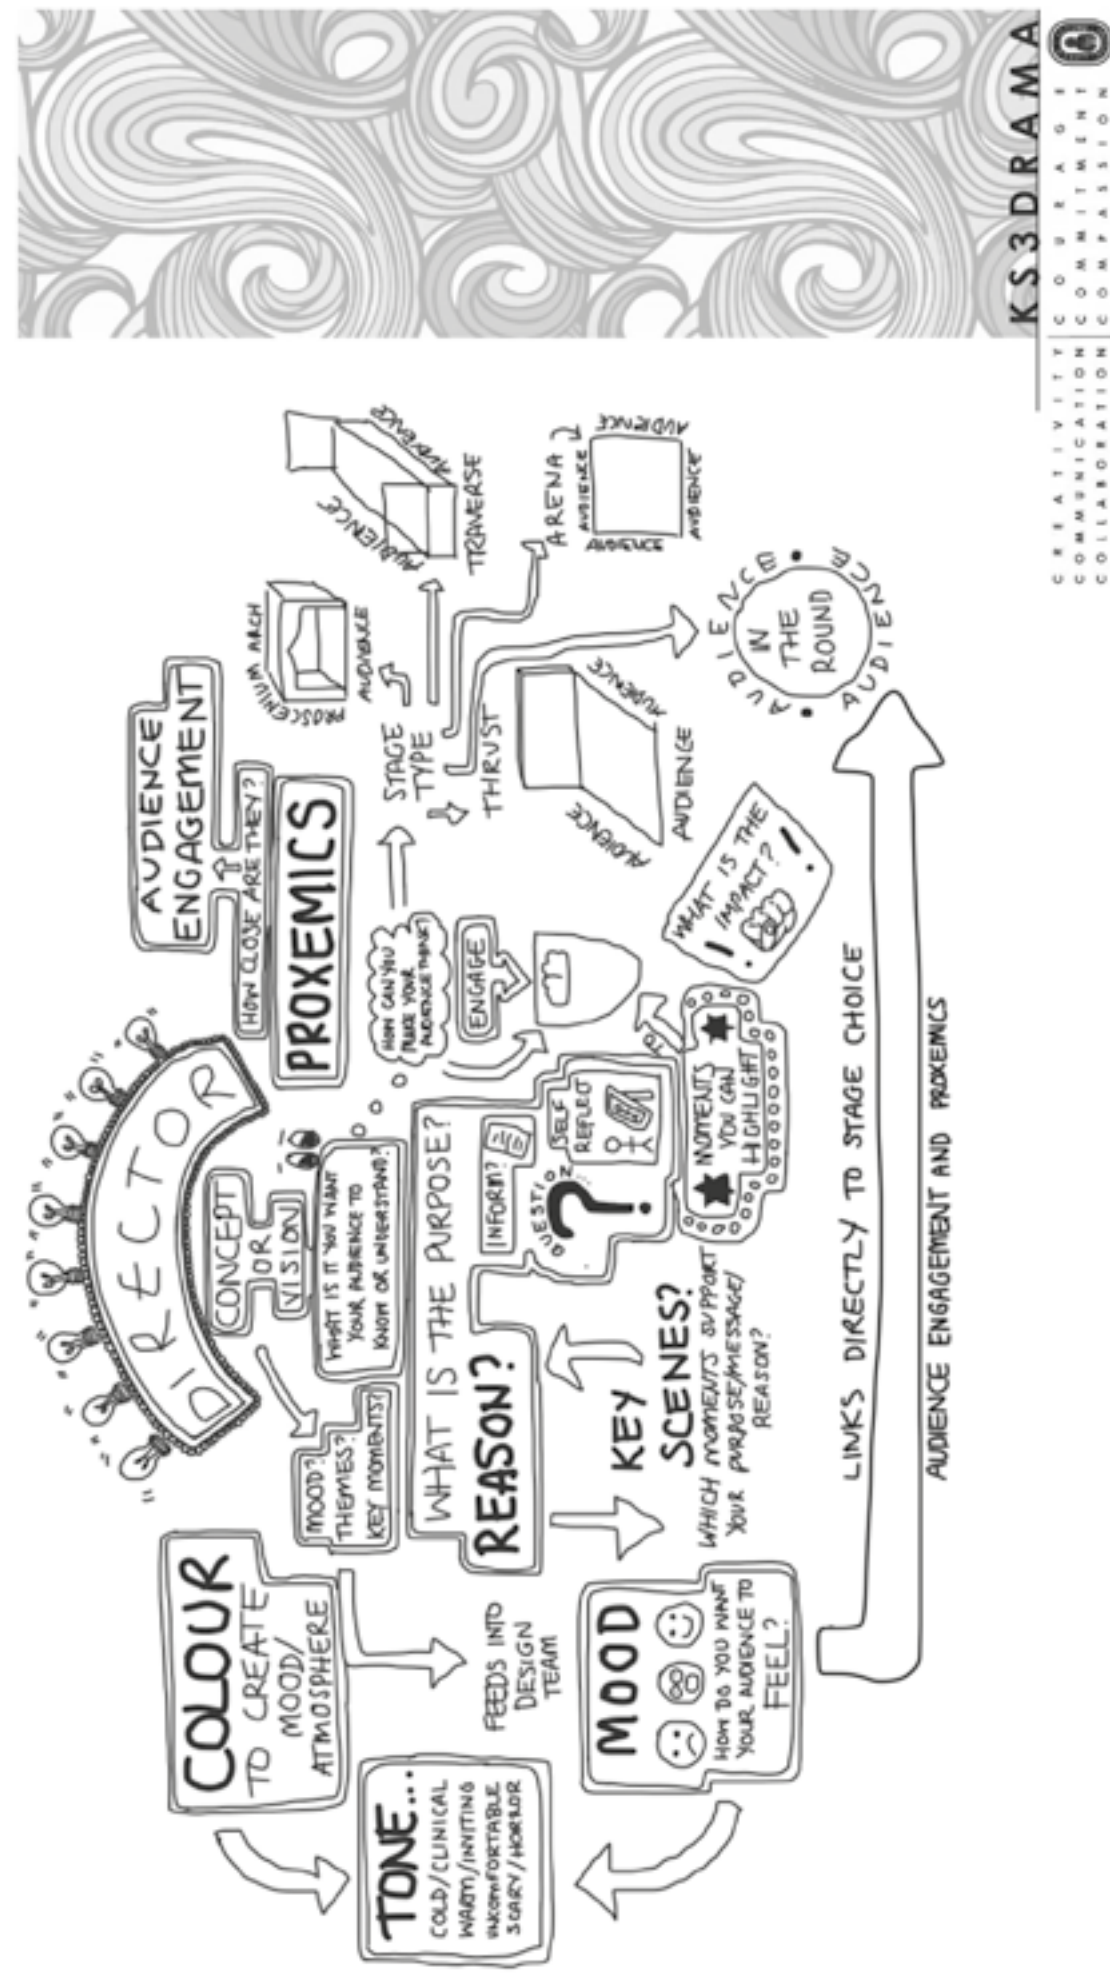 KS3DRAMA
CREATIVITY COURAGE
COMMUNICATION COMMITMENT
COLLABORATION COMPASSION
DIRECTOR
CONCEPT
OR
VISION
WHAT IS IT YOU WANT
YOUR AUDIENCE TO
KNOW OR UNDERSTAND?
MOOD?
THEMES?
KEY MOMENTS?
COLOUR
TO CREATE
MOOD/
ATMOSPHERE
TONE...
COLD/CLINICAL
WARM/INVITING
UNCOMFORTABLE
SCARY/HORROR
FEEDS INTO
DESIGN
TEAM
MOOD
HOW DO YOU WANT
YOUR AUDIENCE TO
FEEL?
WHAT IS THE PURPOSE?
REASON?
INFORM?
QUESTION...
?
SELF
REFLECT
KEY
SCENES?
WHICH MOMENTS SUPPORT
YOUR PURPOSE/MESSAGE/
REASON?
MOMENTS
YOU CAN
HIGHLIGHT
TO
HOW CAN YOU
MAKE YOUR
AUDIENCE THINK?
ENGAGE
WHAT IS THE
IMPACT?
! !
AUDIENCE
ENGAGEMENT
HOW CLOSE ARE THEY?
PROXEMICS
STAGE
TYPE
PROSCENIUM ARCH
AUDIENCE
TRAVERSE
AUDIENCE
AUDIENCE
AUDIENCE
AUDIENCE
ARENA
AUDIENCE
AUDIENCE
AUDIENCE
AUDIENCE
THRUST
AUDIENCE
AUDIENCE
AUDIENCE
IN
THE
ROUND
AUDIENCE • AUDIENCE • AUDIENCE
LINKS DIRECTLY TO STAGE CHOICE
AUDIENCE ENGAGEMENT AND PROXEMICS